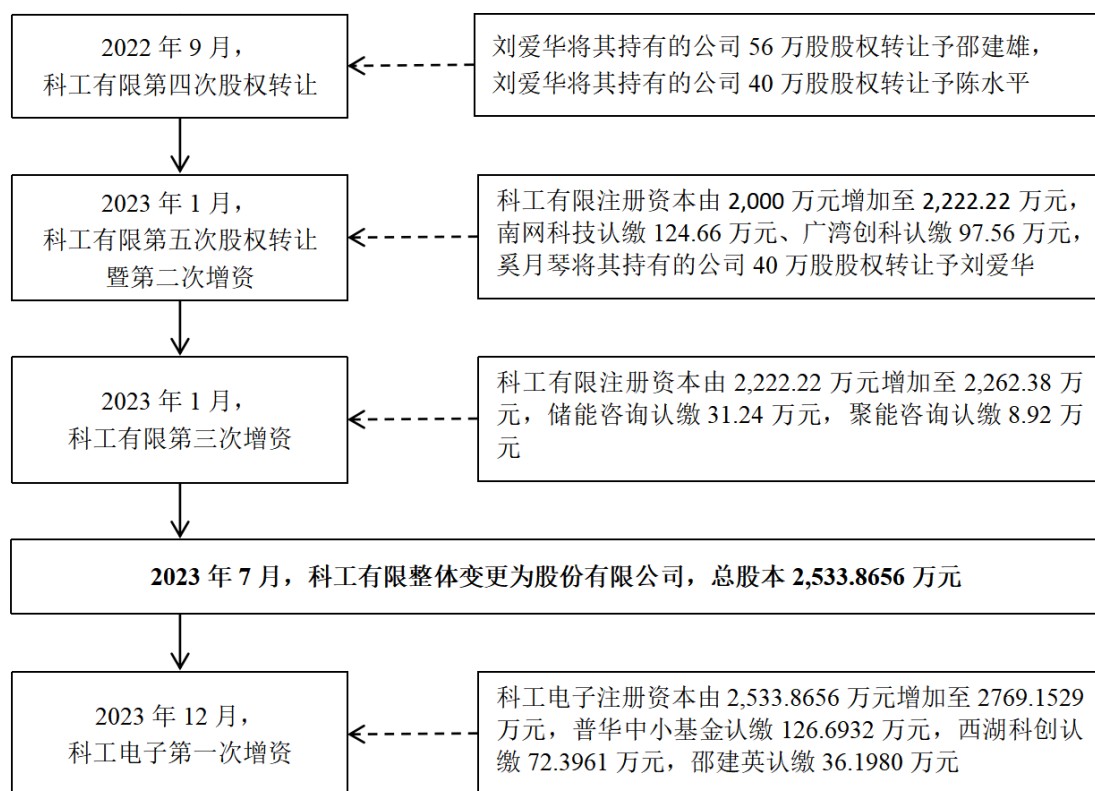 2022 年 9 月，
科工有限第四次股权转让
刘爱华将其持有的公司 56 万股股权转让予邵建雄，
刘爱华将其持有的公司 40 万股股权转让予陈水平
2023 年 1 月，
科工有限第五次股权转让
暨第二次增资
科工有限注册资本由 2,000 万元增加至 2,222.22 万元，
南网科技认缴 124.66 万元、广湾创科认缴 97.56 万元，
奚月琴将其持有的公司 40 万股股权转让予刘爱华
2023 年 1 月，
科工有限第三次增资
科工有限注册资本由 2,222.22 万元增加至 2,262.38 万
元，储能咨询认缴 31.24 万元，聚能咨询认缴 8.92 万
元
2023 年 7 月，科工有限整体变更为股份有限公司，总股本 2,533.8656 万元
2023 年 12 月，
科工电子第一次增资
科工电子注册资本由 2,533.8656 万元增加至 2769.1529
万元，普华中小基金认缴 126.6932 万元，西湖科创认
缴 72.3961 万元，邵建英认缴 36.1980 万元